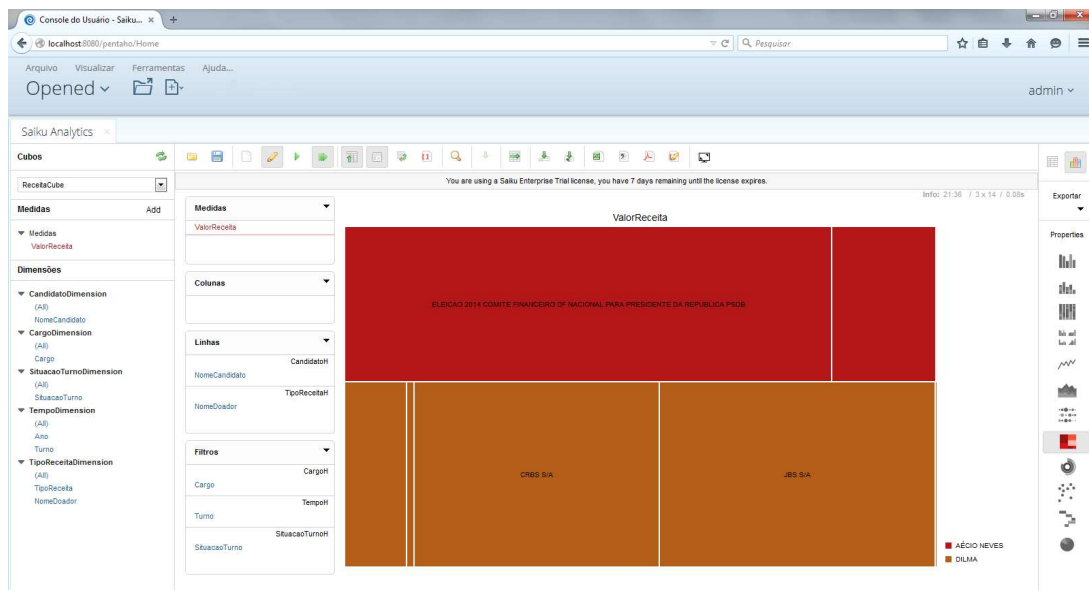 Console do Usuário - Saiku...
localhost:8080/pentaho/Home
Pesquisar
Arquivo Visualizar Ferramentas Ajuda...
Opened
admin
Saiku Analytics
Cubos
ReceitaCube
You are using a Saiku Enterprise Trial license, you have 7 days remaining until the license expires.
Info: 21:36 / 3 x 14 / 0.08s
Medidas Add
Medidas
ValorReceita
Dimensões
CandidatoDimension
(All)
NomeCandidato
CargoDimension
(All)
Cargo
SituacaoTurnoDimension
(All)
SituacaoTurno
TempoDimension
(All)
Ano
Turno
TipoReceitaDimension
(All)
TipoReceita
NomeDoador
Medidas
ValorReceita
Colunas
Linhas
CandidatoH
NomeCandidato
TipoReceitaH
NomeDoador
Filtros
CargoH
Cargo
TempoH
Turno
SituacaoTurnoH
SituacaoTurno
ValorReceita
ELEICAO 2014 COMITE FINANCEIRO DF NACIONAL PARA PRESIDENTE DA REPUBLICA PSDB
CRBS S/A
JBS S/A
AÉCIO NEVES
DILMA
Exportar
Properties